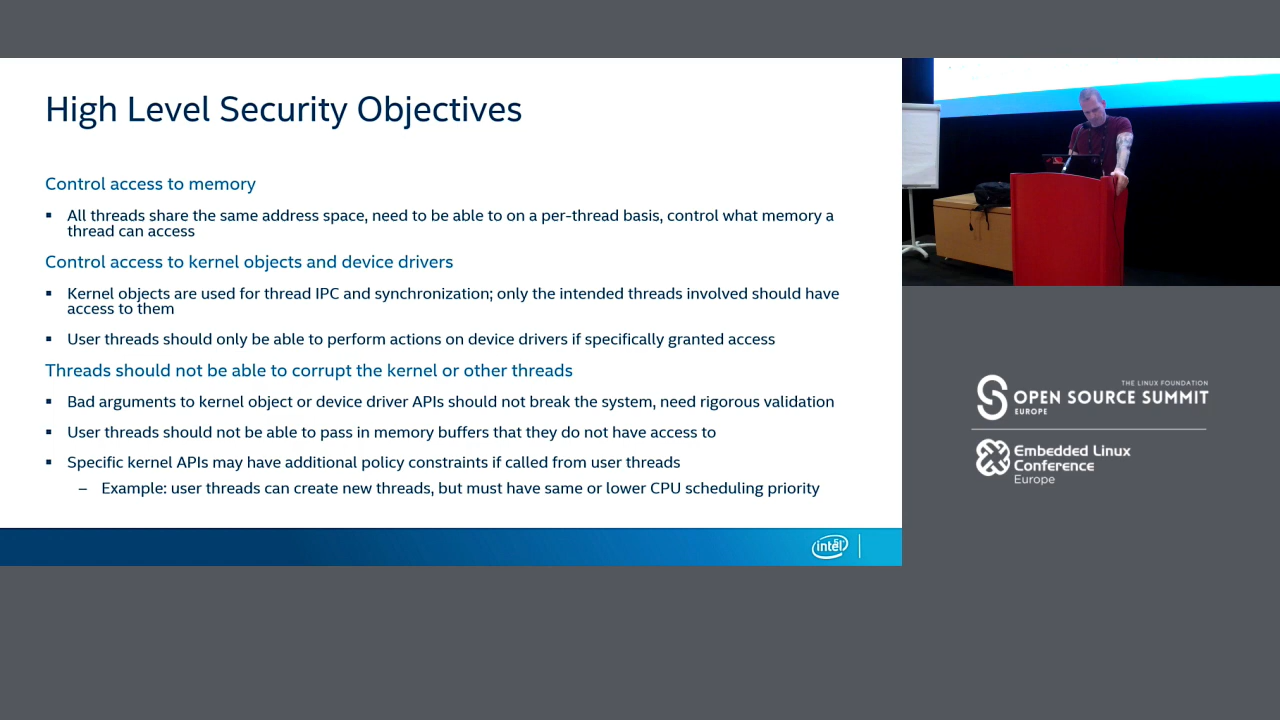 High Level Security Objectives
Control access to memory
▪ All threads share the same address space, need to be able to on a per-thread basis, control what memory a
thread can access
Control access to kernel objects and device drivers
▪ Kernel objects are used for thread IPC and synchronization; only the intended threads involved should have
access to them
▪ User threads should only be able to perform actions on device drivers if specifically granted access
Threads should not be able to corrupt the kernel or other threads
▪ Bad arguments to kernel object or device driver APIs should not break the system, need rigorous validation
▪ User threads should not be able to pass in memory buffers that they do not have access to
▪ Specific kernel APIs may have additional policy constraints if called from user threads
– Example: user threads can create new threads, but must have same or lower CPU scheduling priority
intel
THE LINUX FOUNDATION
OPEN SOURCE SUMMIT
EUROPE
Embedded Linux
Conference
Europe